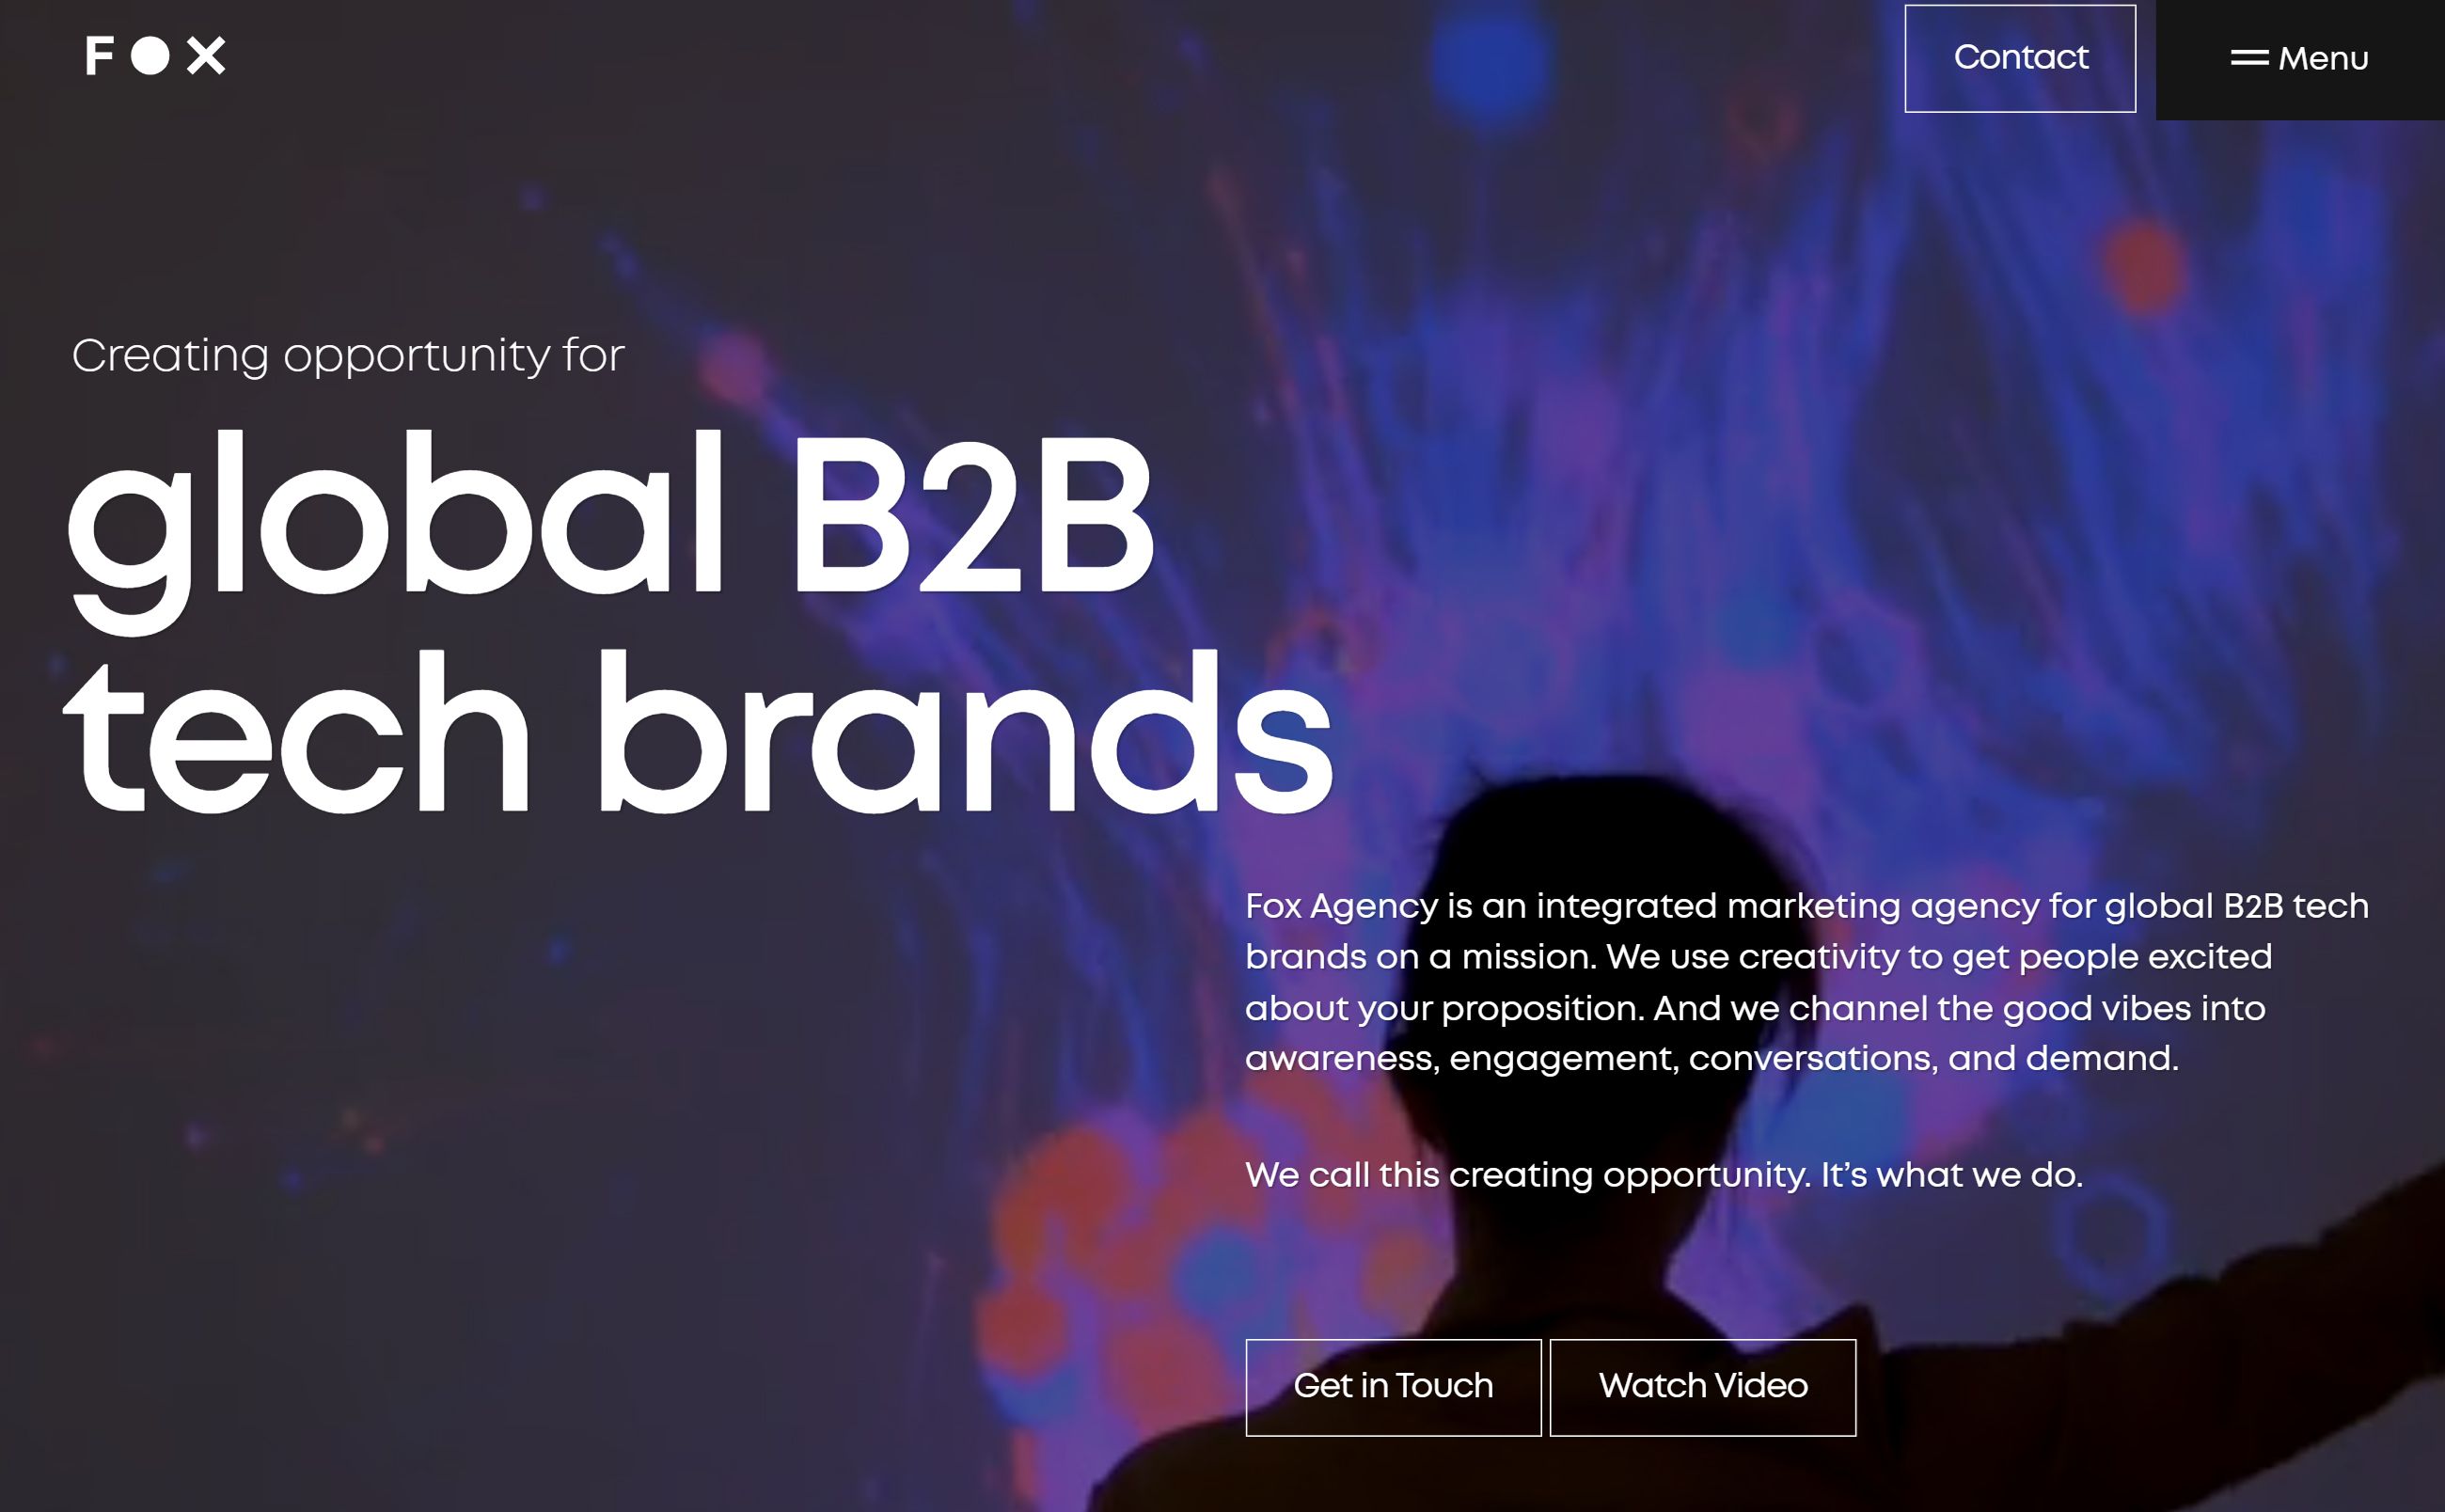 FOX
Contact
Menu
Creating opportunity for
global B2B
tech brands
Fox Agency is an integrated marketing agency for global B2B tech
brands on a mission. We use creativity to get people excited
about your proposition. And we channel the good vibes into
awareness, engagement, conversations, and demand.
We call this creating opportunity. It’s what we do.
Get in Touch
Watch Video